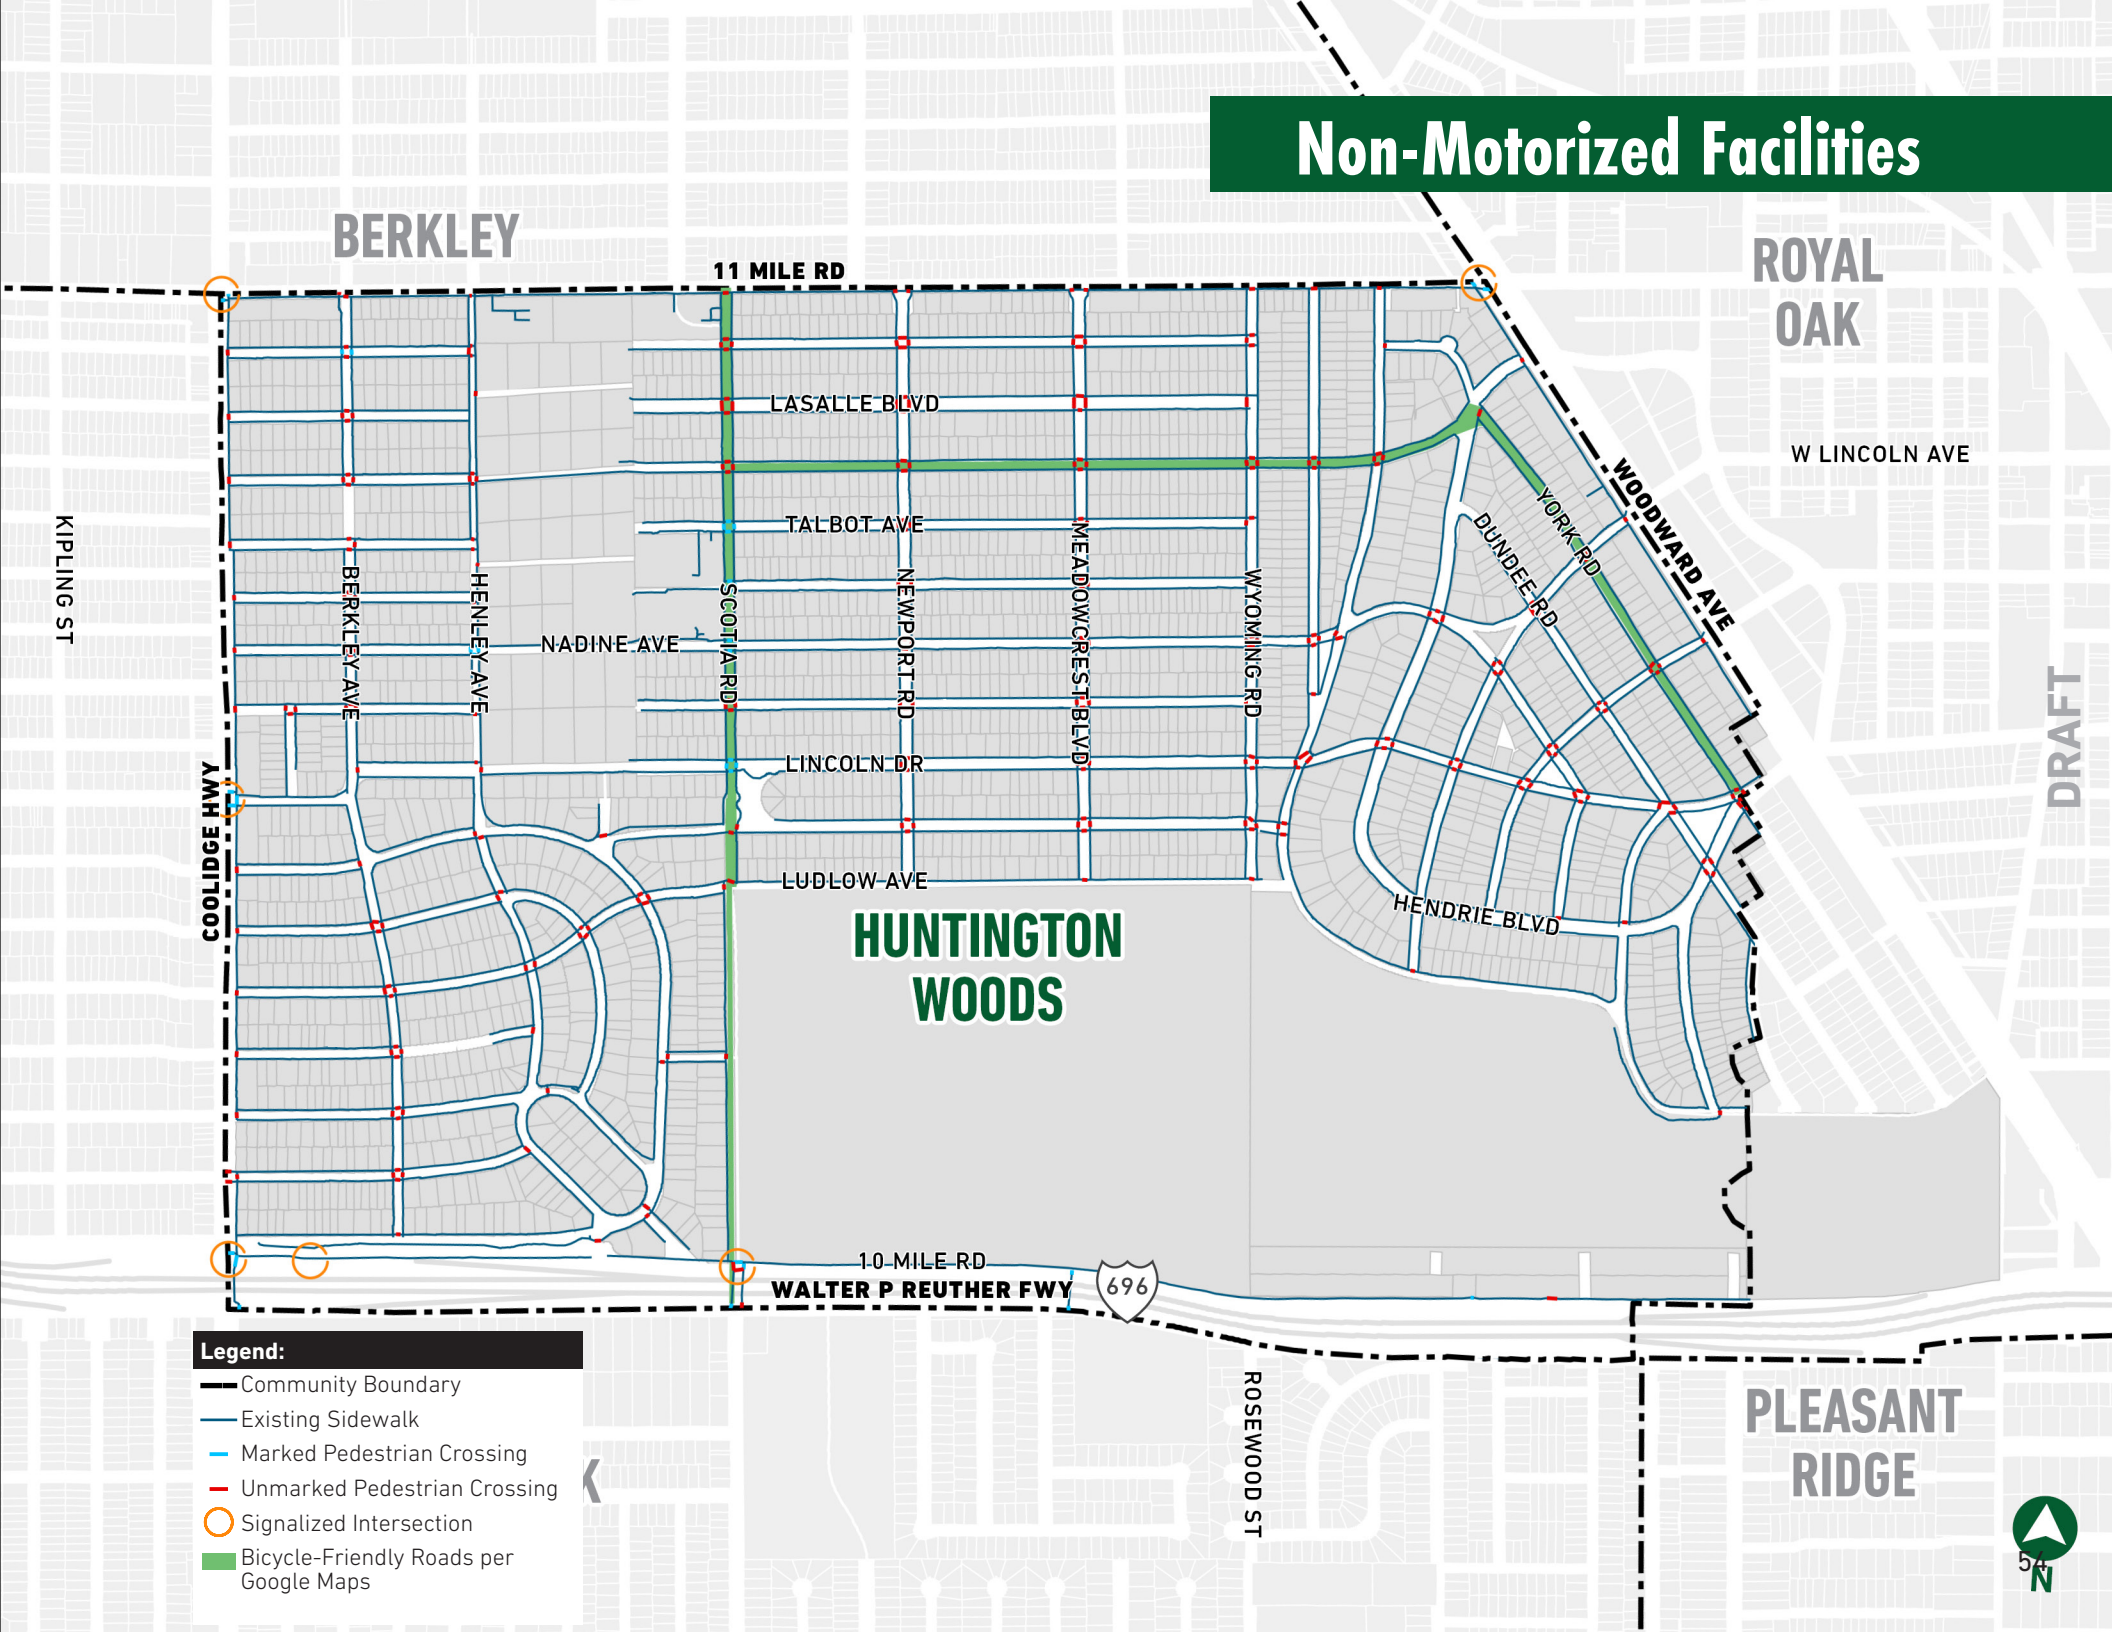 Non-Motorized Facilities
BERKLEY
ROYAL
OAK
11 MILE RD
LASALLE BLVD
W LINCOLN AVE
WOODWARD AVE
YORK RD
DUNDEE RD
TALBOT AVE
KIPLING ST
BERKLEY AVE
HENLEY AVE
NADINE AVE
SCOTIA RD
NEWPORT RD
MEADOWCREST BLVD
WYOMING RD
DRAFT
LINCOLN DR
COOLIDGE HWY
LUDLOW AVE
HENDRIE BLVD
HUNTINGTON
WOODS
10 MILE RD
WALTER P REUTHER FWY
696
ROSEWOOD ST
PLEASANT
RIDGE
Legend:
Community Boundary
Existing Sidewalk
Marked Pedestrian Crossing
Unmarked Pedestrian Crossing
Signalized Intersection
Bicycle-Friendly Roads per
Google Maps
K
54
N